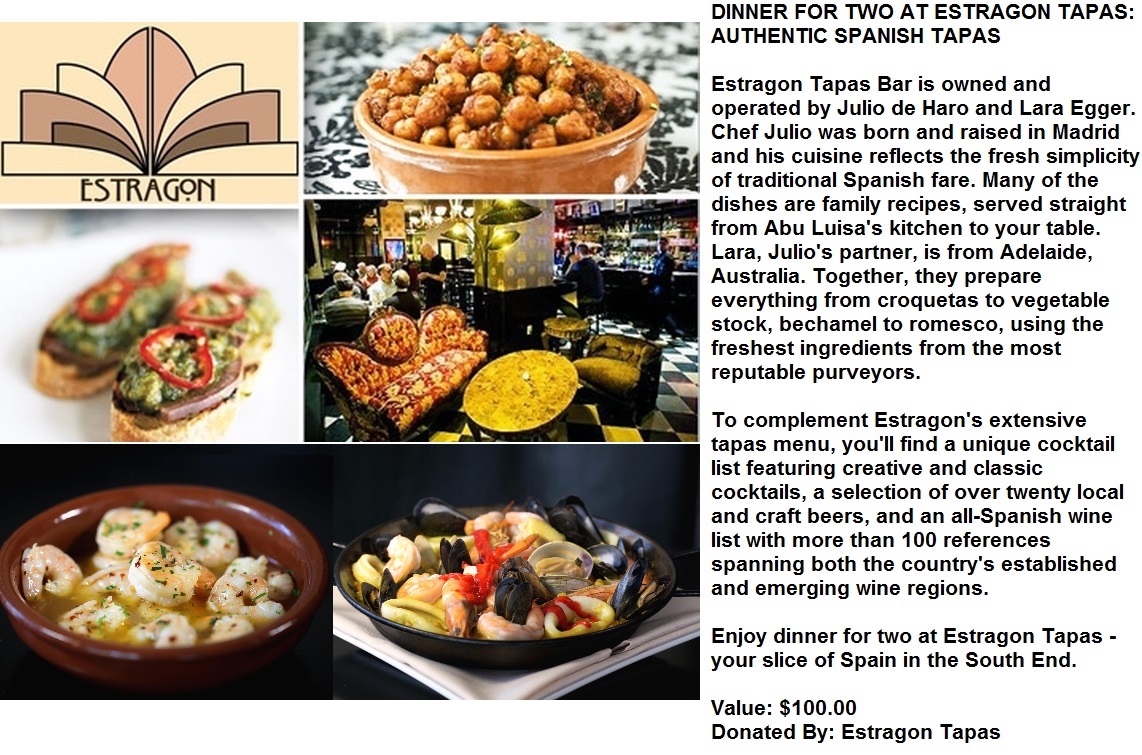 ESTRAGON
DINNER FOR TWO AT ESTRAGON TAPAS:
AUTHENTIC SPANISH TAPAS
Estragon Tapas Bar is owned and
operated by Julio de Haro and Lara Egger.
Chef Julio was born and raised in Madrid
and his cuisine reflects the fresh simplicity
of traditional Spanish fare. Many of the
dishes are family recipes, served straight
from Abu Luisa's kitchen to your table.
Lara, Julio's partner, is from Adelaide,
Australia. Together, they prepare
everything from croquetas to vegetable
stock, bechamel to romesco, using the
freshest ingredients from the most
reputable purveyors.
To complement Estragon's extensive
tapas menu, you'll find a unique cocktail
list featuring creative and classic
cocktails, a selection of over twenty local
and craft beers, and an all-Spanish wine
list with more than 100 references
spanning both the country's established
and emerging wine regions.
Enjoy dinner for two at Estragon Tapas -
your slice of Spain in the South End.
Value: $100.00
Donated By: Estragon Tapas